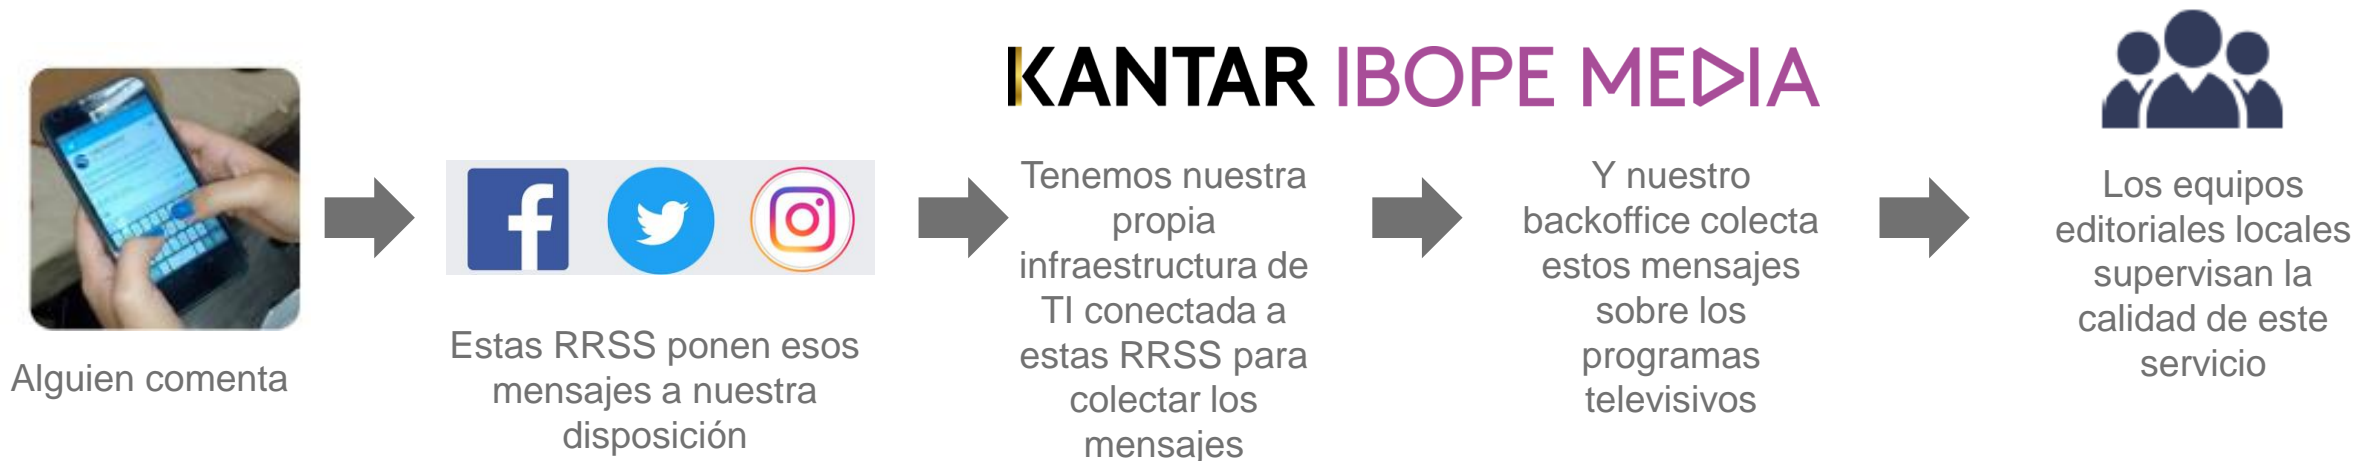 Alguien comenta
Estas RRSS ponen esos
mensajes a nuestra
disposición
KANTAR IBOPE MEDIA
Tenemos nuestra
propia
infraestructura de
TI conectada a
estas RRSS para
colectar los
mensajes
Y nuestro
backoffice colecta
estos mensajes
sobre los
programas
televisivos
Los equipos
editoriales locales
supervisan la
calidad de este
servicio